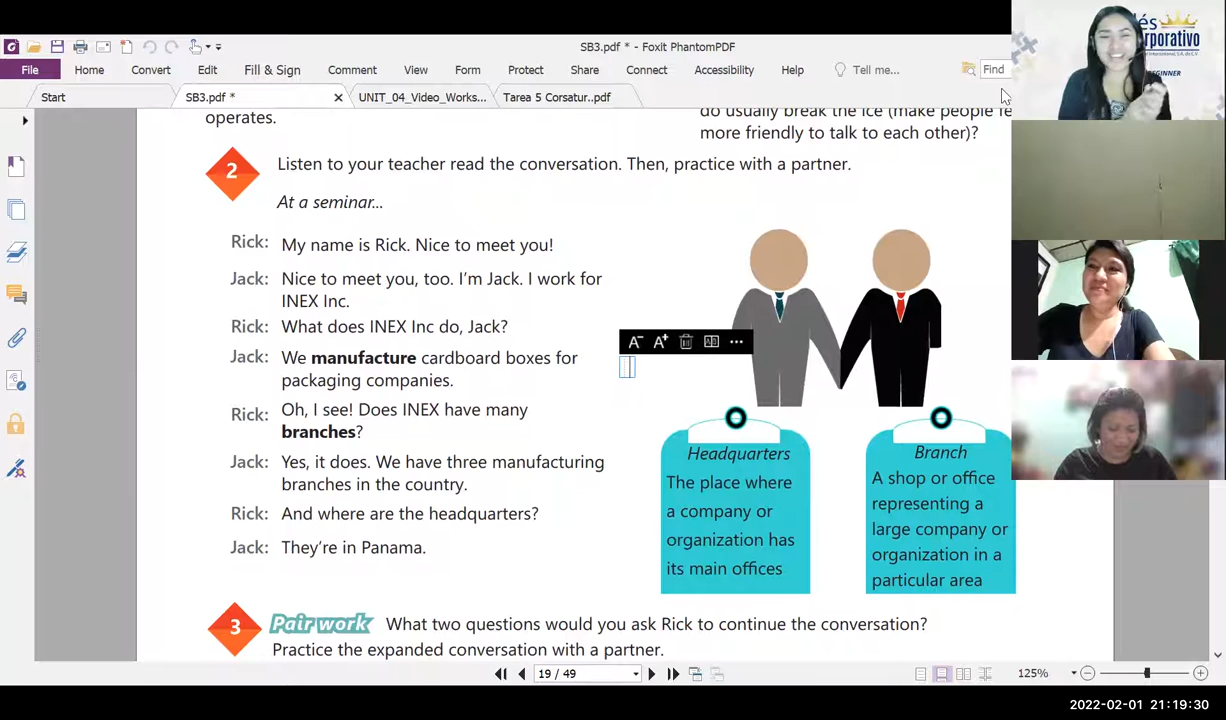 SB3.pdf * - Foxit PhantomPDF
File Home Convert Edit Fill & Sign Comment View Form Protect Share Connect Accessibility Help Tell me... Find
Start SB3.pdf * UNIT_04_Video_Works... Tarea 5 Corsatur..pdf
operates.
do usually break the ice (make people
more friendly to talk to each other)?
2 Listen to your teacher read the conversation. Then, practice with a partner.
At a seminar...
Rick: My name is Rick. Nice to meet you!
Jack: Nice to meet you, too. I'm Jack. I work for
INEX Inc.
Rick: What does INEX Inc do, Jack?
Jack: We manufacture cardboard boxes for
packaging companies.
Rick: Oh, I see! Does INEX have many
branches?
Jack: Yes, it does. We have three manufacturing
branches in the country.
Rick: And where are the headquarters?
Jack: They're in Panama.
Headquarters
The place where
a company or
organization has
its main offices
Branch
A shop or office
representing a
large company or
organization in a
particular area
3 Pair work What two questions would you ask Rick to continue the conversation?
Practice the expanded conversation with a partner.
19 / 49
125%
2022-02-01 21:19:30